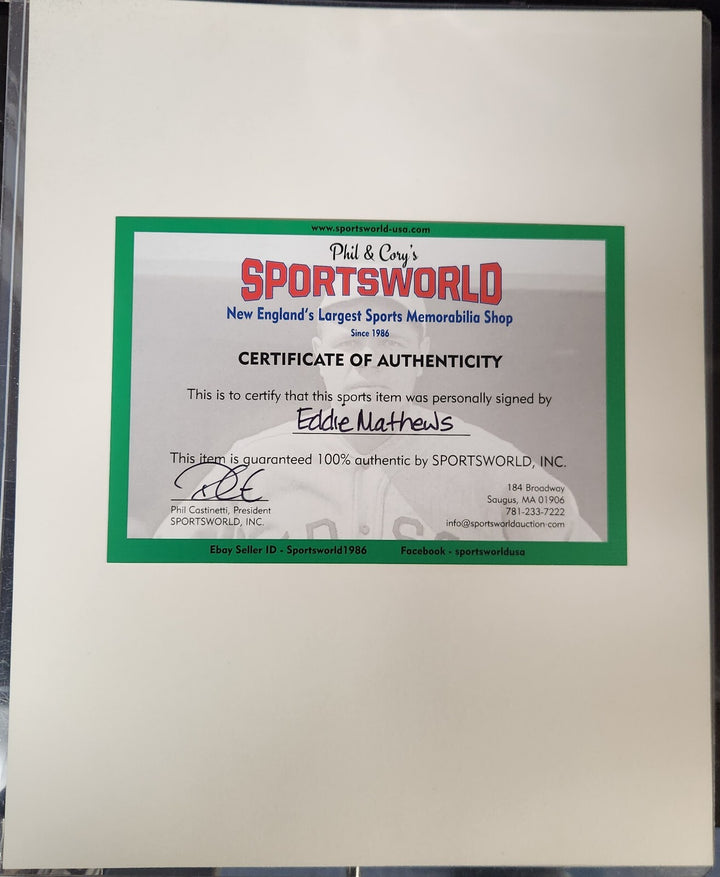 www.sportsworld-usa.com
Phil & Cory's
SPORTSWORLD
New England's Largest Sports Memorabilia Shop
Since 1986
CERTIFICATE OF AUTHENTICITY
This is to certify that this sports item was personally signed by
Eddie Mathews
This item is guaranteed 100% authentic by SPORTSWORLD, INC.
Phil Castinetti, President
SPORTSWORLD, INC.
184 Broadway
Saugus, MA 01906
781-233-7222
info@sportsworldauction.com
Ebay Seller ID - Sportsworld1986 Facebook - sportsworldusa